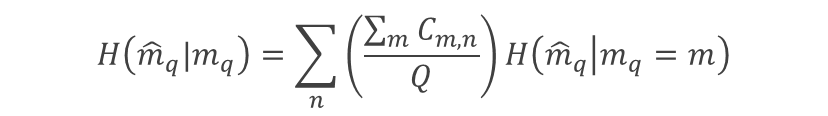 H(m̂_q|m_q) = ∑_n (∑_m C_{m,n} / Q) H(m̂_q|m_q = m)